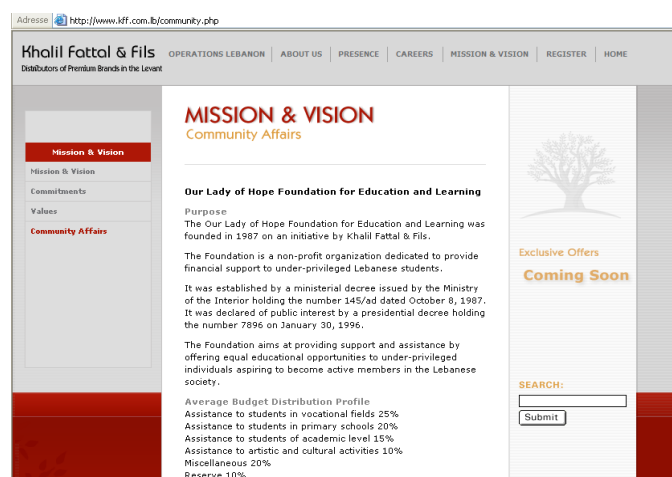 Adresse http://www.kff.com.lb/community.php
Khalil Fattal & Fils
Distributors of Premium Brands in the Levant
OPERATIONS LEBANON ABOUT US PRESENCE CAREERS MISSION & VISION REGISTER HOME
Mission & Vision
Mission & Vision
Commitments
Values
Community Affairs
MISSION & VISION
Community Affairs
Our Lady of Hope Foundation for Education and Learning
Purpose
The Our Lady of Hope Foundation for Education and Learning was
founded in 1987 on an initiative by Khalil Fattal & Fils.
The Foundation is a non-profit organization dedicated to provide
financial support to under-privileged Lebanese students.
It was established by a ministerial decree issued by the Ministry
of the Interior holding the number 145/ad dated October 8, 1987.
It was declared of public interest by a presidential decree holding
the number 7896 on January 30, 1996.
The Foundation aims at providing support and assistance by
offering equal educational opportunities to under-privileged
individuals aspiring to become active members in the Lebanese
society.
Average Budget Distribution Profile
Assistance to students in vocational fields 25%
Assistance to students in primary schools 20%
Assistance to students of academic level 15%
Assistance to artistic and cultural activities 10%
Miscellaneous 20%
Reserve 10%
Exclusive Offers
Coming Soon
SEARCH:
Submit